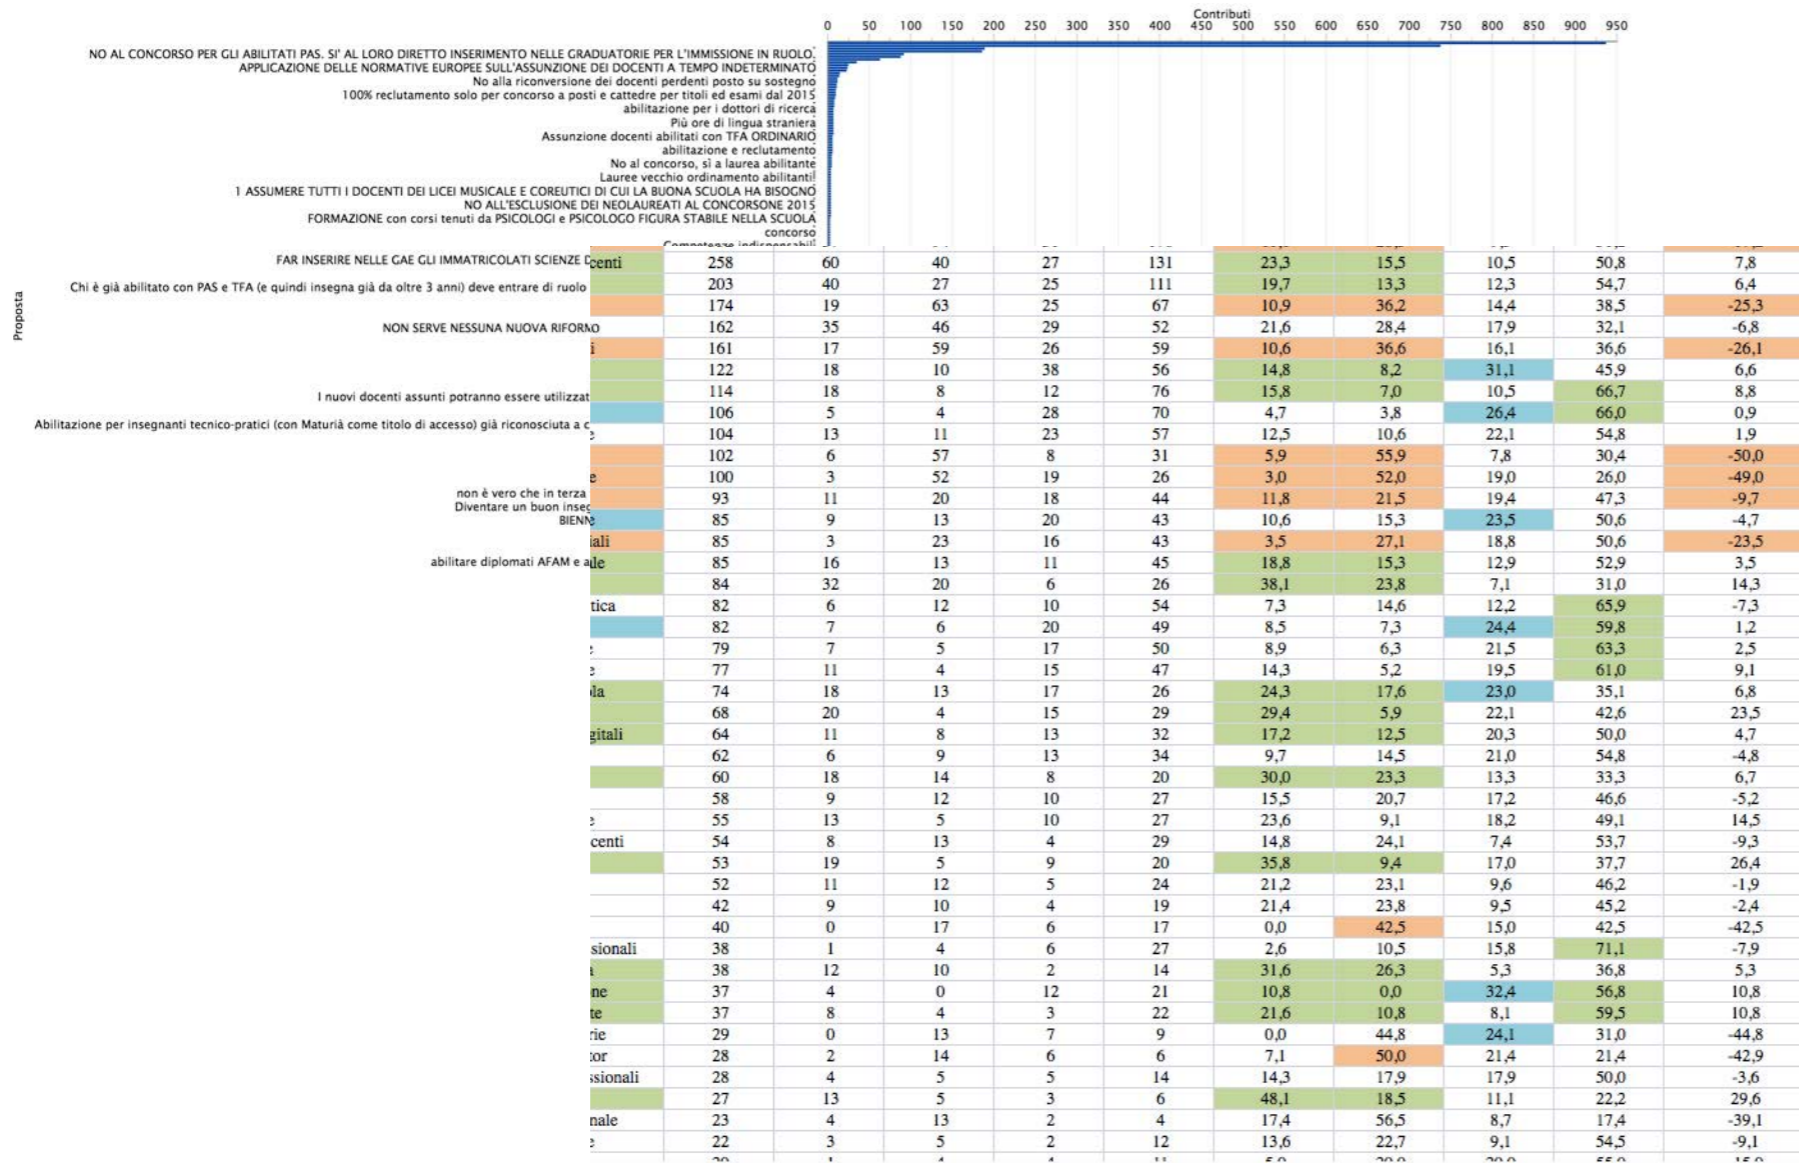 Contributi
0 50 100 150 200 250 300 350 400 450 500 550 600 650 700 750 800 850 900 950
NO AL CONCORSO PER GLI ABILITATI PAS. SI' AL LORO DIRETTO INSERIMENTO NELLE GRADUATORIE PER L'IMMISSIONE IN RUOLO.
APPLICAZIONE DELLE NORMATIVE EUROPEE SULL'ASSUNZIONE DEI DOCENTI A TEMPO INDETERMINATO
No alla riconversione dei docenti perdenti posto su sostegno
100% reclutamento solo per concorso a posti e cattedre per titoli ed esami dal 2015
abilitazione per i dottori di ricerca
Più ore di lingua straniera
Assunzione docenti abilitati con TFA ORDINARIO
abilitazione e reclutamento
No al concorso, sì a laurea abilitante
Lauree vecchio ordinamento abilitanti!
1 ASSUMERE TUTTI I DOCENTI DEI LICEI MUSICALE E COREUTICI DI CUI LA BUONA SCUOLA HA BISOGNO
NO ALL'ESCLUSIONE DEI NEOLAUREATI AL CONCORSONE 2015
FORMAZIONE con corsi tenuti da PSICOLOGI e PSICOLOGO FIGURA STABILE NELLA SCUOLA
concorso
Competenze indispensabili
Proposta
FAR INSERIRE NELLE GAE GLI IMMATRICOLATI SCIENZE D
centi 258 60 40 27 131 23,3 15,5 10,5 50,8 7,8
Chi è già abilitato con PAS e TFA (e quindi insegna già da oltre 3 anni) deve entrare di ruolo
203 40 27 25 111 19,7 13,3 12,3 54,7 6,4
174 19 63 25 67 10,9 36,2 14,4 38,5 -25,3
NON SERVE NESSUNA NUOVA RIFORMO
162 35 46 29 52 21,6 28,4 17,9 32,1 -6,8
i 161 17 59 26 59 10,6 36,6 16,1 36,6 -26,1
122 18 10 38 56 14,8 8,2 31,1 45,9 6,6
I nuovi docenti assunti potranno essere utilizzat
114 18 8 12 76 15,8 7,0 10,5 66,7 8,8
106 5 4 28 70 4,7 3,8 26,4 66,0 0,9
Abilitazione per insegnanti tecnico-pratici (con Maturià come titolo di accesso) già riconosciuta a c
e 104 13 11 23 57 12,5 10,6 22,1 54,8 1,9
102 6 57 8 31 5,9 55,9 7,8 30,4 -50,0
e 100 3 52 19 26 3,0 52,0 19,0 26,0 -49,0
non è vero che in terza
93 11 20 18 44 11,8 21,5 19,4 47,3 -9,7
Diventare un buon inseg
BIENN
e 85 9 13 20 43 10,6 15,3 23,5 50,6 -4,7
iali 85 3 23 16 43 3,5 27,1 18,8 50,6 -23,5
abilitare diplomati AFAM e a
ale 85 16 13 11 45 18,8 15,3 12,9 52,9 3,5
84 32 20 6 26 38,1 23,8 7,1 31,0 14,3
tica 82 6 12 10 54 7,3 14,6 12,2 65,9 -7,3
82 7 6 20 49 8,5 7,3 24,4 59,8 1,2
e 79 7 5 17 50 8,9 6,3 21,5 63,3 2,5
e 77 11 4 15 47 14,3 5,2 19,5 61,0 9,1
ola 74 18 13 17 26 24,3 17,6 23,0 35,1 6,8
68 20 4 15 29 29,4 5,9 22,1 42,6 23,5
gitali 64 11 8 13 32 17,2 12,5 20,3 50,0 4,7
62 6 9 13 34 9,7 14,5 21,0 54,8 -4,8
60 18 14 8 20 30,0 23,3 13,3 33,3 6,7
58 9 12 10 27 15,5 20,7 17,2 46,6 -5,2
e 55 13 5 10 27 23,6 9,1 18,2 49,1 14,5
centi 54 8 13 4 29 14,8 24,1 7,4 53,7 -9,3
53 19 5 9 20 35,8 9,4 17,0 37,7 26,4
52 11 12 5 24 21,2 23,1 9,6 46,2 -1,9
42 9 10 4 19 21,4 23,8 9,5 45,2 -2,4
40 0 17 6 17 0,0 42,5 15,0 42,5 -42,5
sionali 38 1 4 6 27 2,6 10,5 15,8 71,1 -7,9
a 38 12 10 2 14 31,6 26,3 5,3 36,8 5,3
ne 37 4 0 12 21 10,8 0,0 32,4 56,8 10,8
te 37 8 4 3 22 21,6 10,8 8,1 59,5 10,8
rie 29 0 13 7 9 0,0 44,8 24,1 31,0 -44,8
tor 28 2 14 6 6 7,1 50,0 21,4 21,4 -42,9
ssionali 28 4 5 5 14 14,3 17,9 17,9 50,0 -3,6
27 13 5 3 6 48,1 18,5 11,1 22,2 29,6
nale 23 4 13 2 4 17,4 56,5 8,7 17,4 -39,1
e 22 3 5 2 12 13,6 22,7 9,1 54,5 -9,1